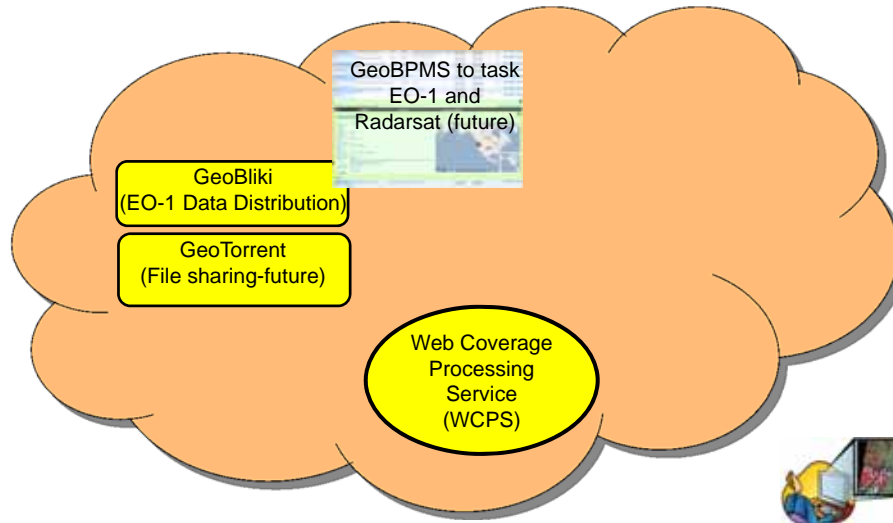 GeoBPMS to task
EO-1 and
Radarsat (future)
GeoBliki
(EO-1 Data Distribution)
GeoTorrent
(File sharing-future)
Web Coverage
Processing
Service
(WCPS)